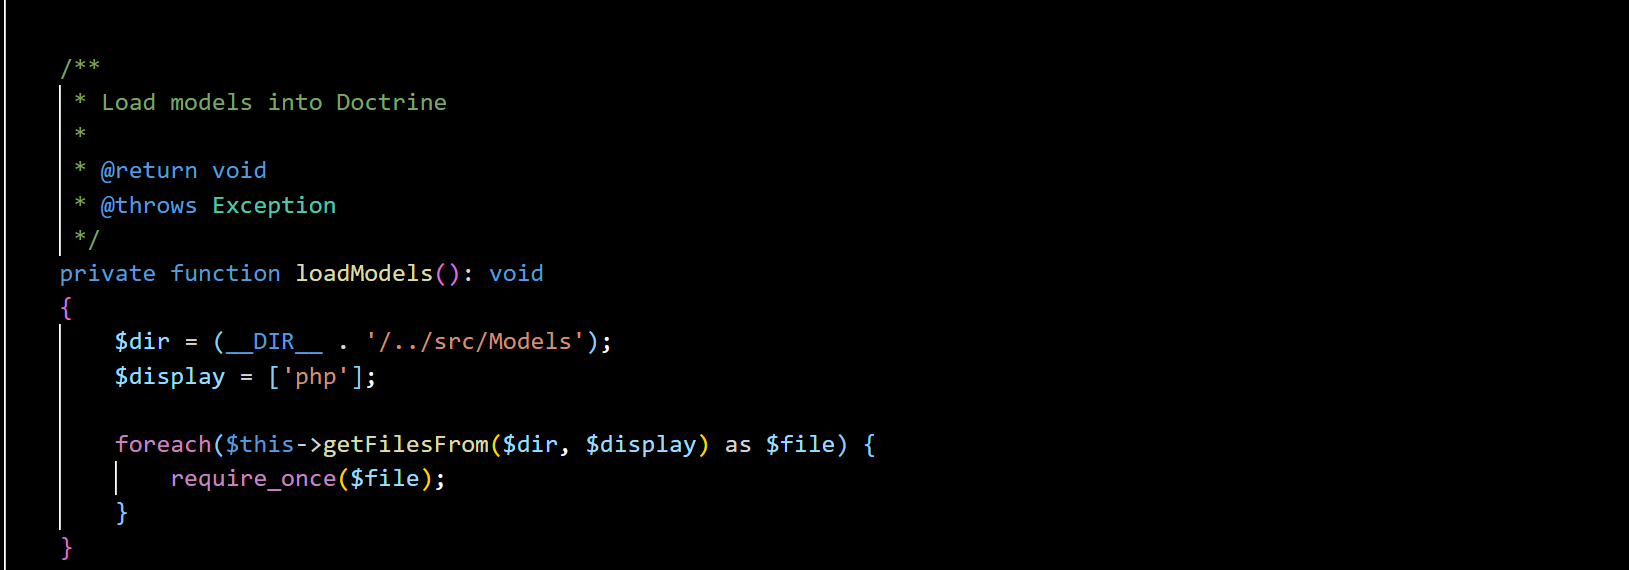 /**
 * Load models into Doctrine
 *
 * @return void
 * @throws Exception
 */
private function loadModels(): void
{
    $dir = (__DIR__ . '/../src/Models');
    $display = ['php'];

    foreach($this->getFilesFrom($dir, $display) as $file) {
        require_once($file);
    }
}